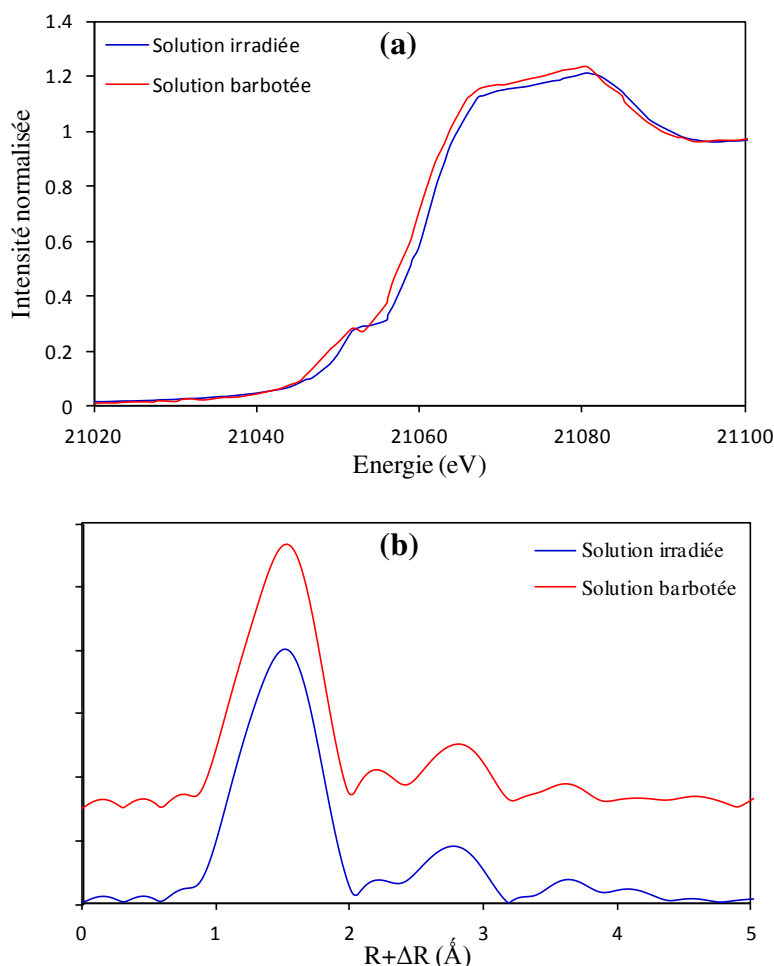 (a)
Solution irradiée
Solution barbotée
Intensité normalisée
1.4
1.2
1
0.8
0.6
0.4
0.2
0
21020 21040 21060 21080 21100
Energie (eV)
(b)
Solution irradiée
Solution barbotée
0 1 2 3 4 5
R+ΔR (Å)